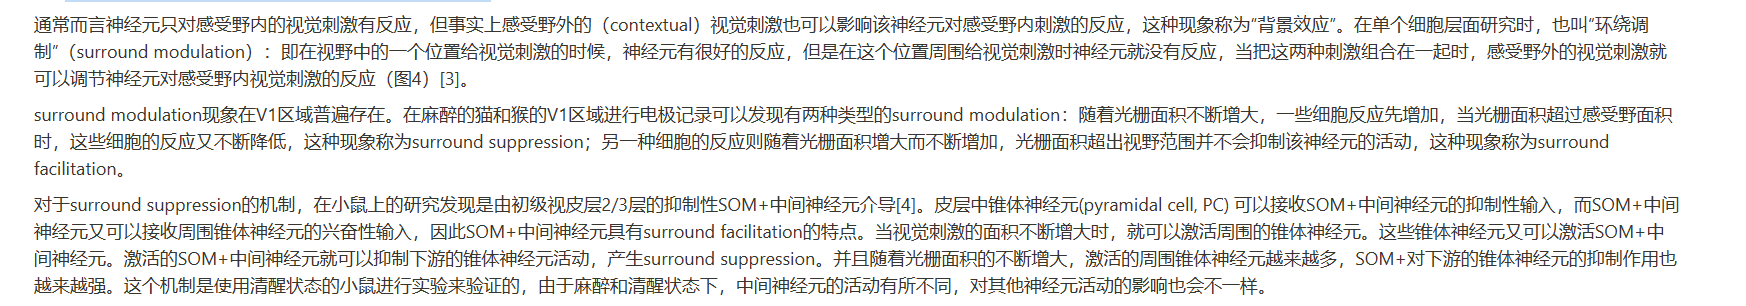 通常而言神经元只对感受野内的视觉刺激有反应，但事实上感受野外的（contextual）视觉刺激也可以影响该神经元对感受野内刺激的反应，这种现象称为“背景效应”。在单个细胞层面研究时，也叫“环绕调
制”（surround modulation）：即在视野中的一个位置给视觉刺激的时候，神经元有很好的反应，但是在这个位置周围给视觉刺激时神经元就没有反应，当把这两种刺激组合在一起时，感受野外的视觉刺激就
可以调节神经元对感受野内视觉刺激的反应（图4）[3]。
surround modulation现象在V1区域普遍存在。在麻醉的猫和猴的V1区域进行电极记录可以发现有两种类型的surround modulation：随着光栅面积不断增大，一些细胞反应先增加，当光栅面积超过感受野面积
时，这些细胞的反应又不断降低，这种现象称为surround suppression；另一种细胞的反应则随着光栅面积增大而不断增加，光栅面积超出视野范围并不会抑制该神经元的活动，这种现象称为surround
facilitation。
对于surround suppression的机制，在小鼠上的研究发现是由初级视皮层2/3层的抑制性SOM+中间神经元介导[4]。皮层中锥体神经元(pyramidal cell, PC) 可以接收SOM+中间神经元的抑制性输入，而SOM+中间
神经元又可以接收周围锥体神经元的兴奋性输入，因此SOM+中间神经元具有surround facilitation的特点。当视觉刺激的面积不断增大时，就可以激活周围的锥体神经元。这些锥体神经元又可以激活SOM+中
间神经元。激活的SOM+中间神经元就可以抑制下游的锥体神经元活动，产生surround suppression。并且随着光栅面积的不断增大，激活的周围锥体神经元越来越多，SOM+对下游的锥体神经元的抑制作用也
越来越强。这个机制是使用清醒状态的小鼠进行实验来验证的，由于麻醉和清醒状态下，中间神经元的活动有所不同，对其他神经元活动的影响也会不一样。